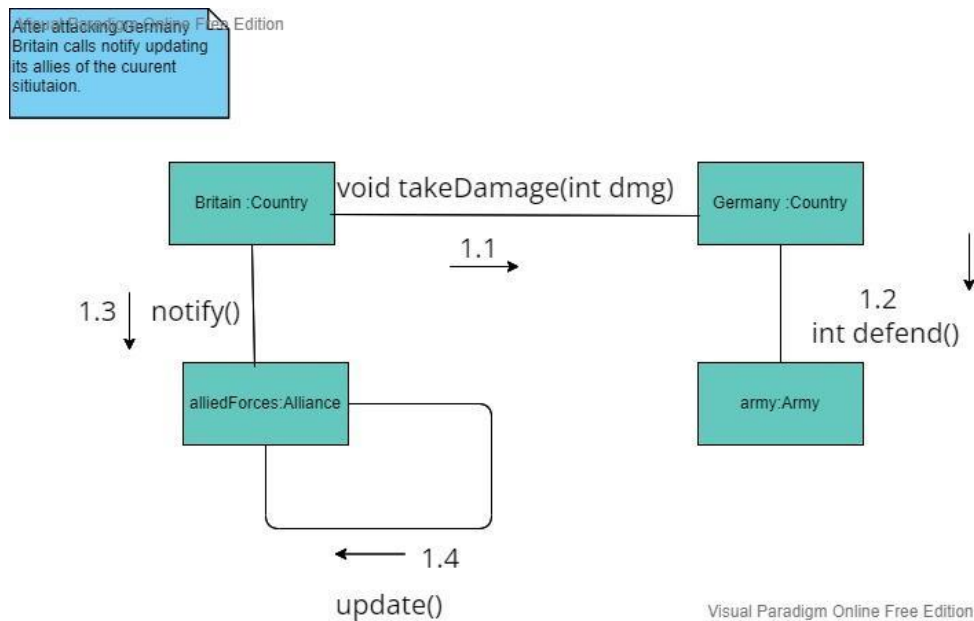 Visual Paradigm Online Free Edition
After attacking Germany
Britain calls notify updating
its allies of the cuurent
sitiutaion.
void takeDamage(int dmg)
Britain :Country
Germany :Country
1.1
1.3
notify()
1.2
int defend()
alliedForces:Alliance
army:Army
1.4
update()
Visual Paradigm Online Free Edition